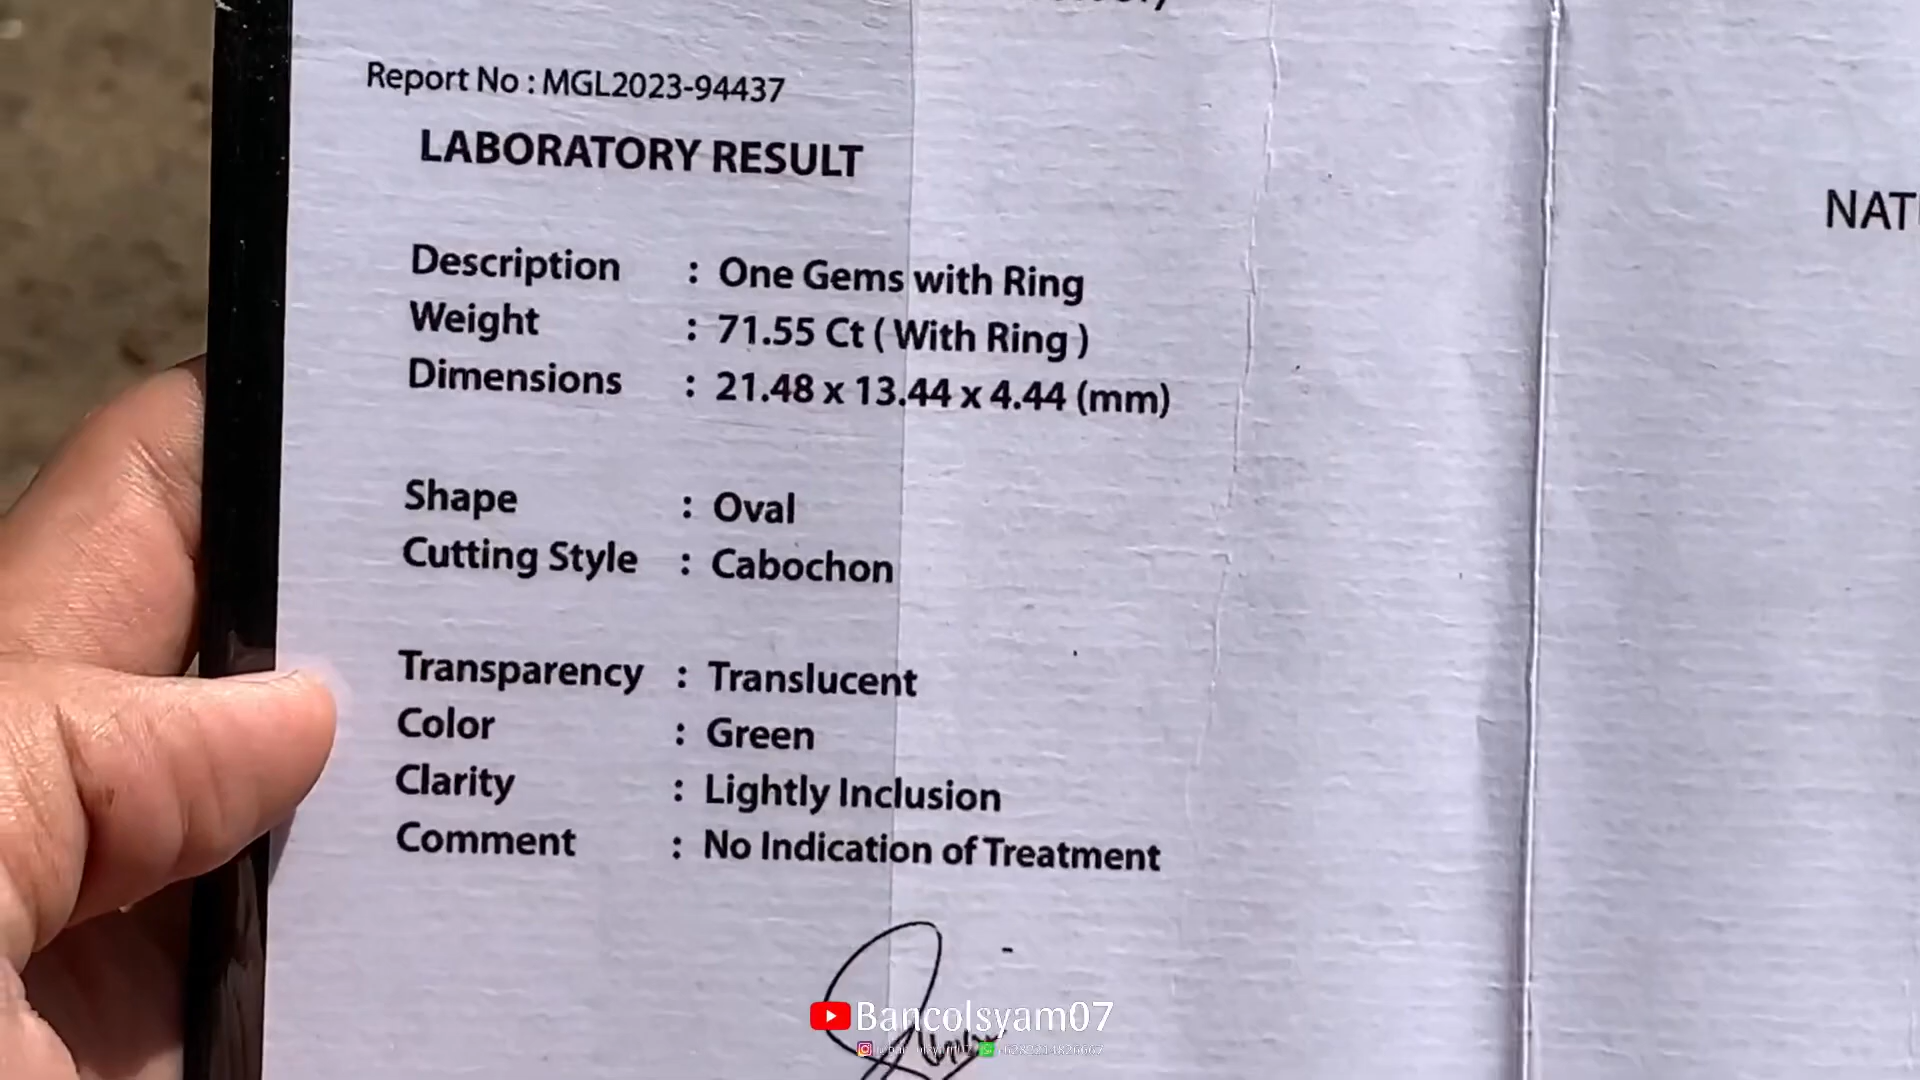 Report No : MGL2023-94437
LABORATORY RESULT
Description : One Gems with Ring
Weight : 71.55 Ct ( With Ring )
Dimensions : 21.48 x 13.44 x 4.44 (mm)
Shape : Oval
Cutting Style : Cabochon
Transparency : Translucent
Color : Green
Clarity : Lightly Inclusion
Comment : No Indication of Treatment
NAT
Bancolsyam07